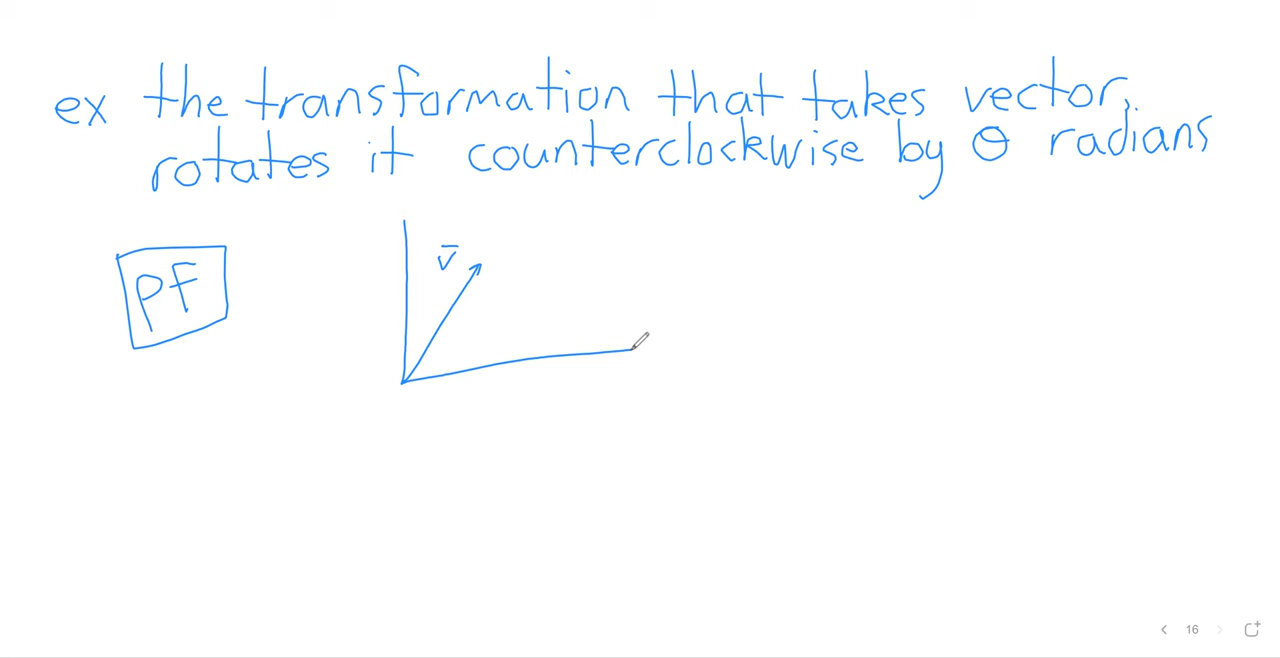 ex the transformation that takes vector,
rotates it counterclockwise by θ radians
pf
v̄
16